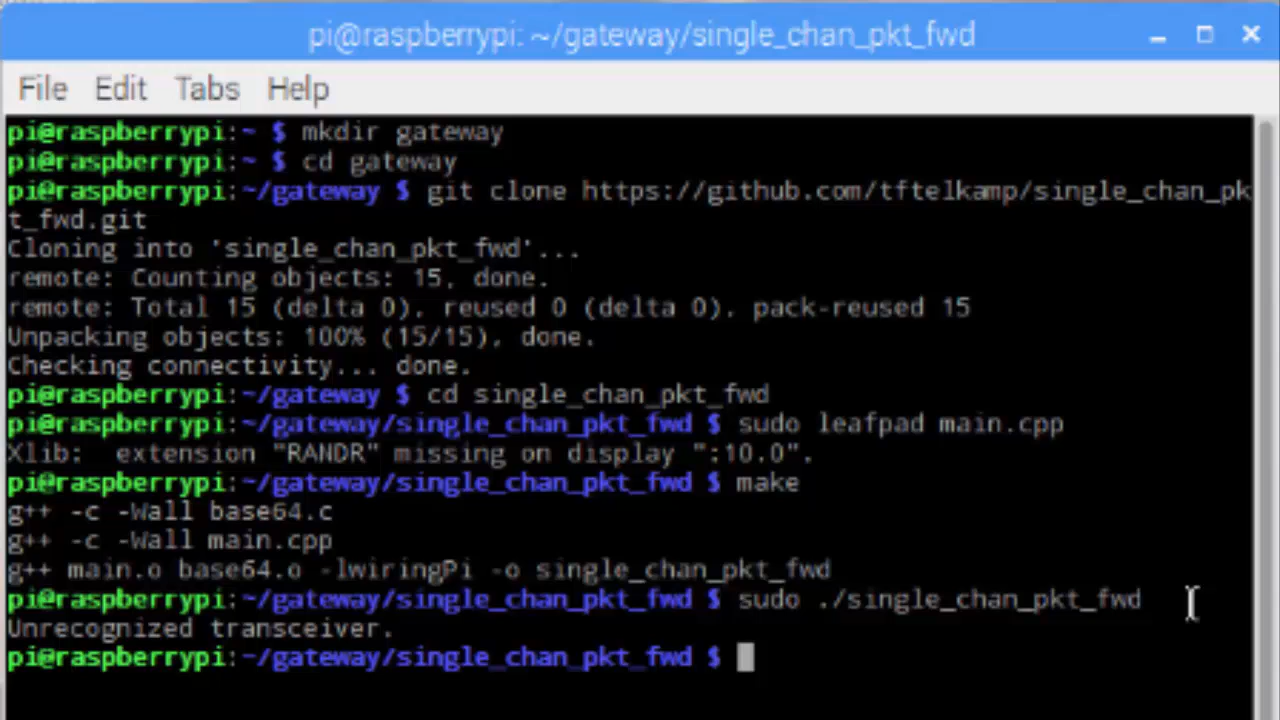 pi@raspberrypi: ~/gateway/single_chan_pkt_fwd
File Edit Tabs Help
pi@raspberrypi:~ $ mkdir gateway
pi@raspberrypi:~ $ cd gateway
pi@raspberrypi:~/gateway $ git clone https://github.com/tftelkamp/single_chan_pk
t_fwd.git
Cloning into 'single_chan_pkt_fwd'...
remote: Counting objects: 15, done.
remote: Total 15 (delta 0), reused 0 (delta 0), pack-reused 15
Unpacking objects: 100% (15/15), done.
Checking connectivity... done.
pi@raspberrypi:~/gateway $ cd single_chan_pkt_fwd
pi@raspberrypi:~/gateway/single_chan_pkt_fwd $ sudo leafpad main.cpp
Xlib:  extension "RANDR" missing on display ":10.0".
pi@raspberrypi:~/gateway/single_chan_pkt_fwd $ make
g++ -c -Wall base64.c
g++ -c -Wall main.cpp
g++ main.o base64.o -lwiringPi -o single_chan_pkt_fwd
pi@raspberrypi:~/gateway/single_chan_pkt_fwd $ sudo ./single_chan_pkt_fwd
Unrecognized transceiver.
pi@raspberrypi:~/gateway/single_chan_pkt_fwd $